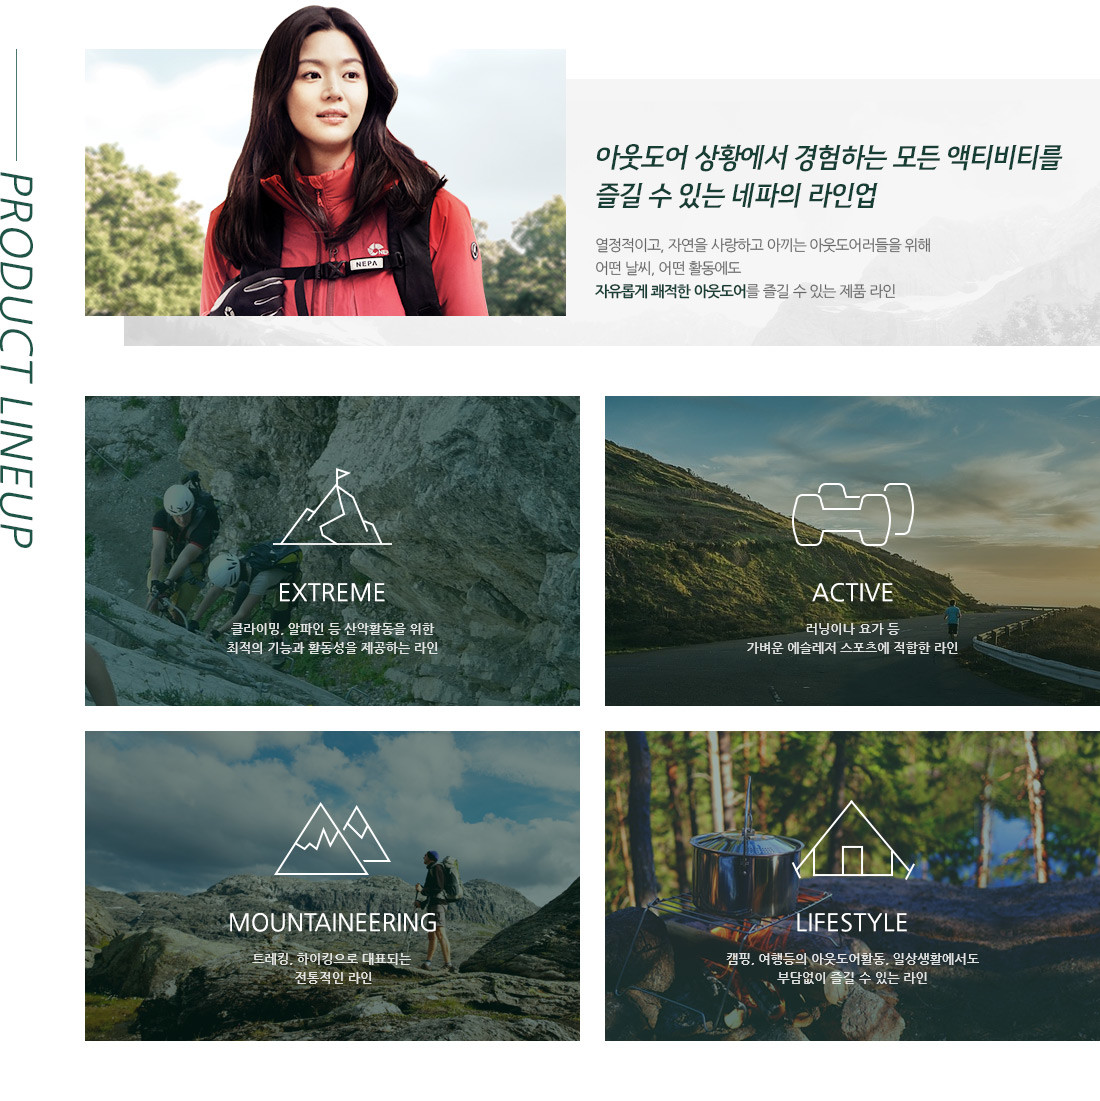 PRODUCT LINEUP
NEPA
아웃도어 상황에서 경험하는 모든 액티비티를
즐길 수 있는 네파의 라인업
열정적이고, 자연을 사랑하고 아끼는 아웃도어러들을 위해
어떤 날씨, 어떤 활동에도
자유롭게 쾌적한 아웃도어를 즐길 수 있는 제품 라인
EXTREME
클라이밍, 알파인 등 산악활동을 위한
최적의 기능과 활동성을 제공하는 라인
ACTIVE
러닝이나 요가 등
가벼운 에슬레저 스포츠에 적합한 라인
MOUNTAINEERING
트레킹, 하이킹으로 대표되는
전통적인 라인
LIFESTYLE
캠핑, 여행등의 아웃도어활동, 일상생활에서도
부담없이 즐길 수 있는 라인